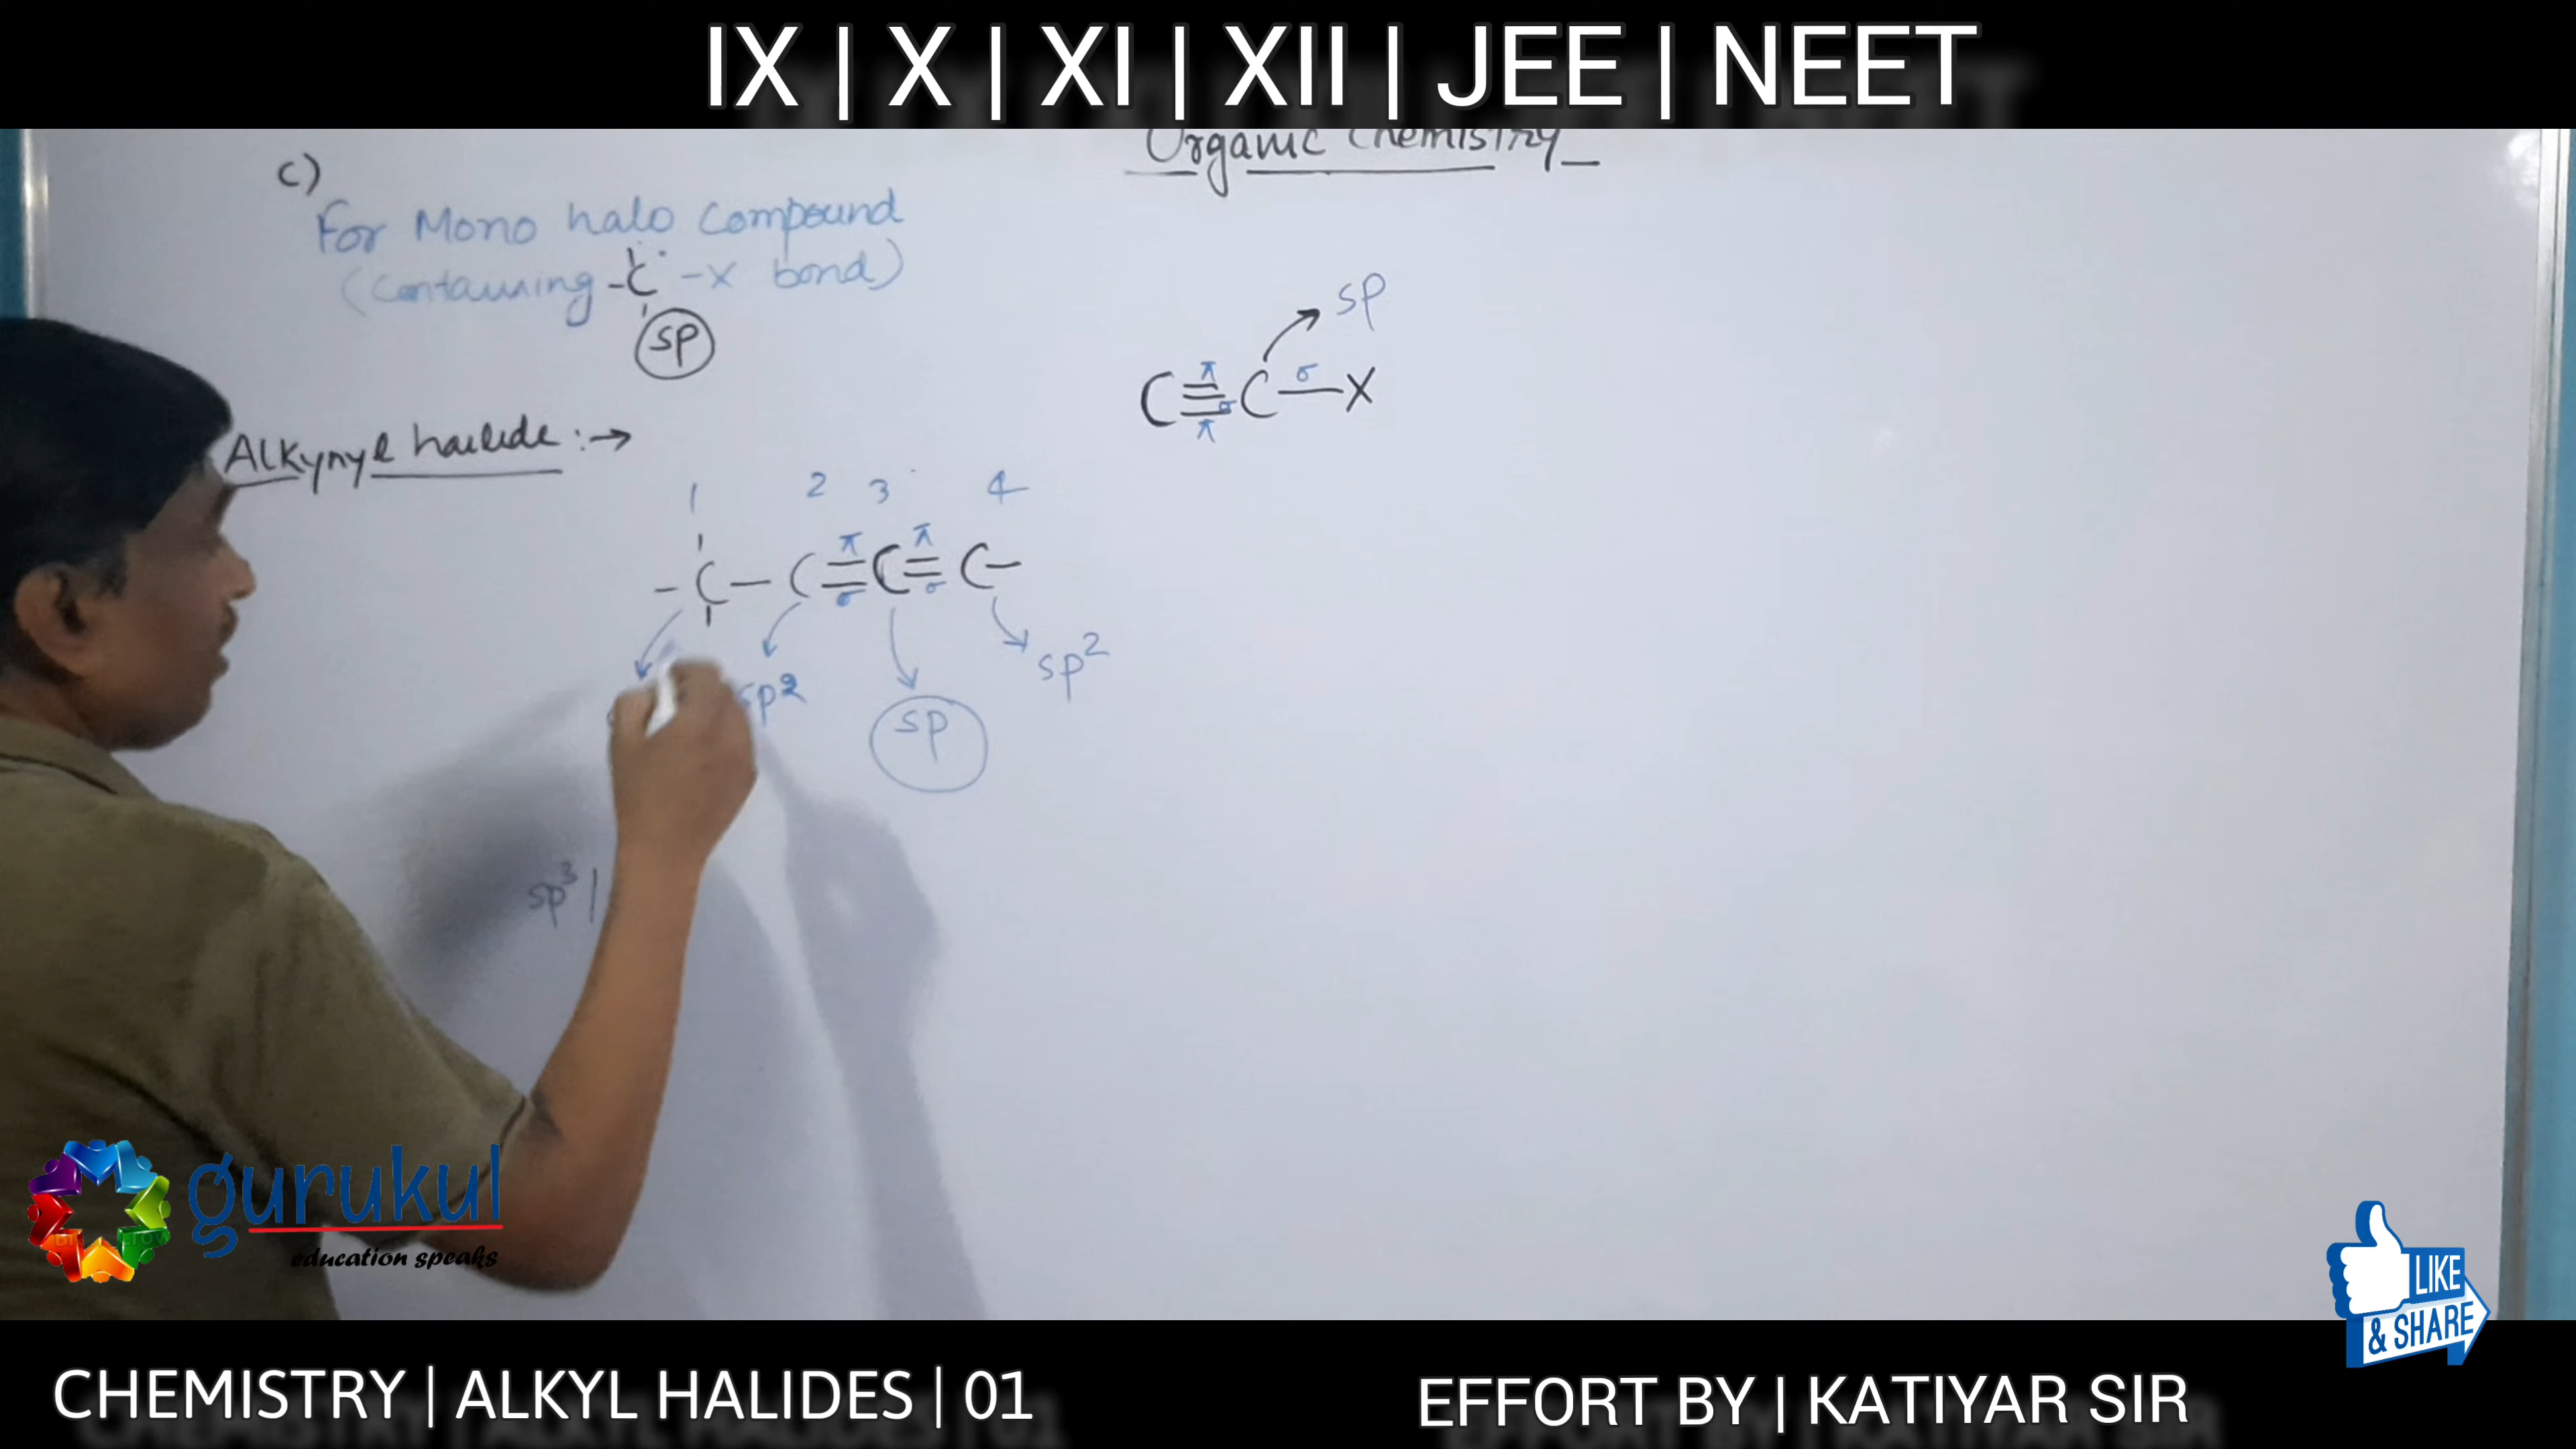 IX | X | XI | XII | JEE | NEET
Organic Chemistry
c)
For Mono halo Compound
(Containing -C -X bond)
sp
sp
π σ
C≡C—X
σ
π
Alkynyl hailide :→
1 2 3 4
π π
-C-C=C=C-
σ σ
sp2 sp sp2
sp3
gurukul
education speaks
LIKE
& SHARE
CHEMISTRY | ALKYL HALIDES | 01
EFFORT BY | KATIYAR SIR